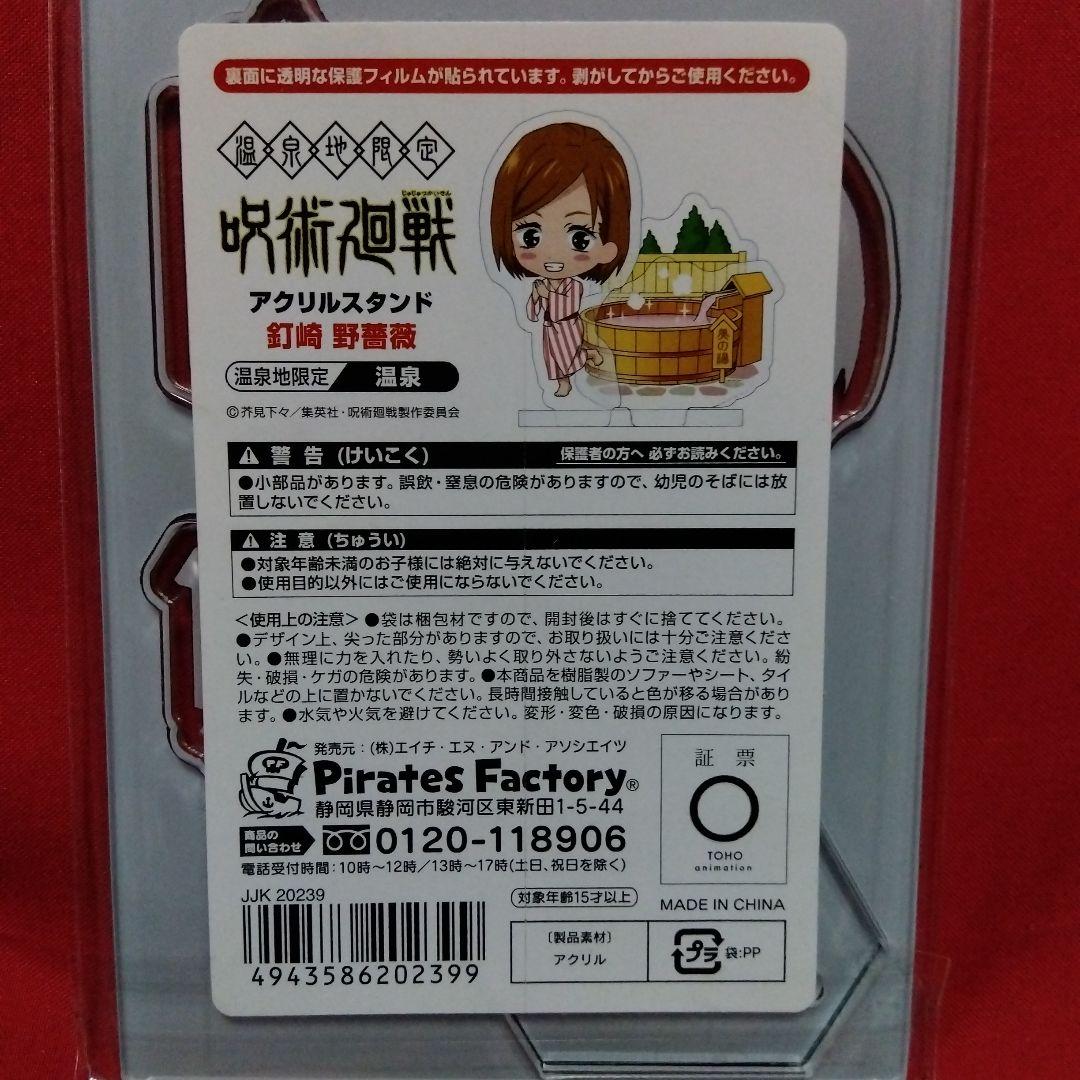 裏面に透明な保護フィルムが貼られています。剥がしてからご使用ください。
温泉地限定
じゅじゅつかいせん
呪術廻戦
アクリルスタンド
釘崎 野薔薇
温泉地限定 温泉
©芥見下々／集英社・呪術廻戦製作委員会
美の湯
警告 (けいこく) 保護者の方へ 必ずお読みください。
●小部品があります。誤飲・窒息の危険がありますので、幼児のそばには放
置しないでください。
注意 (ちゅうい)
●対象年齢未満のお子様には絶対に与えないでください。
●使用目的以外にはご使用にならないでください。
＜使用上の注意＞●袋は梱包材ですので、開封後はすぐに捨ててください。
●デザイン上、尖った部分がありますので、お取り扱いには十分ご注意くださ
い。●無理に力を入れたり、勢いよく取り外さないようご注意ください。紛
失・破損・ケガの危険があります。●本商品を樹脂製のソファーやシート、タイ
ルなどの上に置かないでください。長時間接触していると色が移る場合があり
ます。●水気や火気を避けてください。変形・変色・破損の原因になります。
発売元：(株)エイチ・エヌ・アンド・アソシエイツ
Pirates Factory®
静岡県静岡市駿河区東新田1-5-44
商品の
問い合わせ 0120-118906
電話受付時間：10時〜12時／13時〜17時(土日、祝日を除く)
証票
TOHO
animation
JJK 20239
対象年齢15才以上
MADE IN CHINA
4943586202399
〔製品素材〕
アクリル
プラ 袋:PP